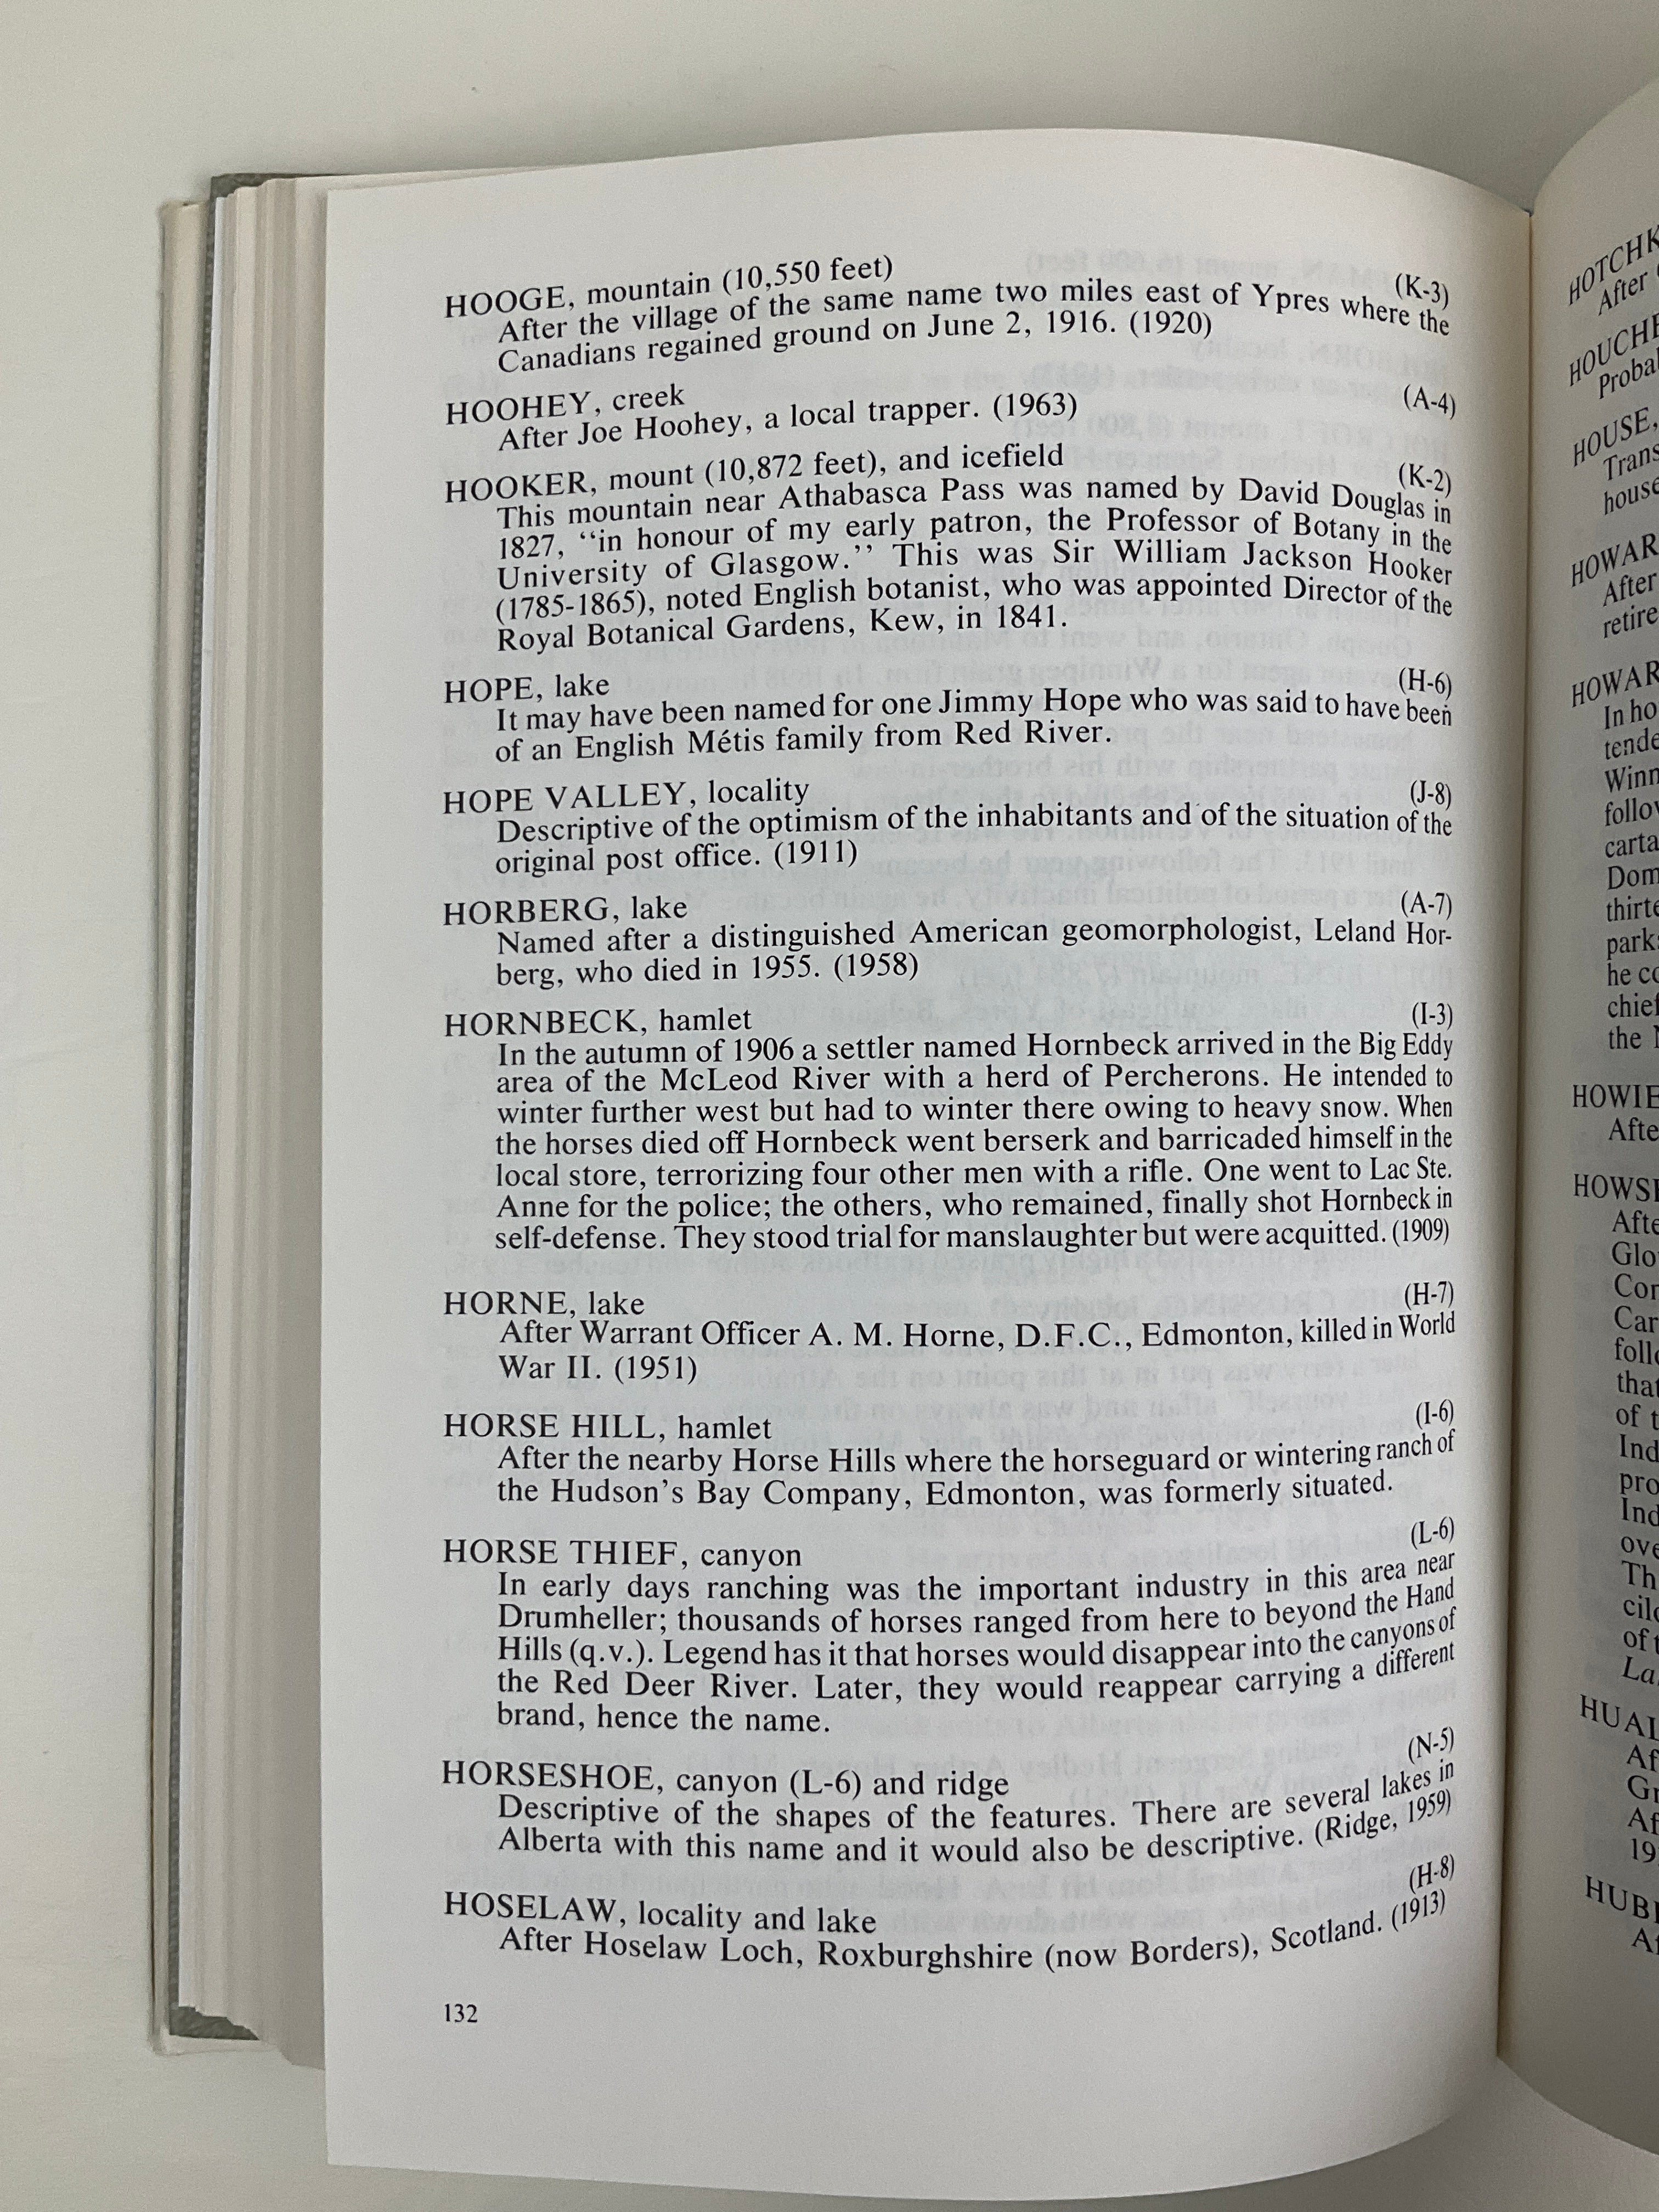 HOOGE, mountain (10,550 feet) (K-3)
After the village of the same name two miles east of Ypres where the
Canadians regained ground on June 2, 1916. (1920)
HOOHEY, creek (A-4)
After Joe Hoohey, a local trapper. (1963)
HOOKER, mount (10,872 feet), and icefield (K-2)
This mountain near Athabasca Pass was named by David Douglas in
1827, ‘‘in honour of my early patron, the Professor of Botany in the
University of Glasgow.’’ This was Sir William Jackson Hooker
(1785-1865), noted English botanist, who was appointed Director of the
Royal Botanical Gardens, Kew, in 1841.
HOPE, lake (H-6)
It may have been named for one Jimmy Hope who was said to have been
of an English Métis family from Red River.
HOPE VALLEY, locality (J-8)
Descriptive of the optimism of the inhabitants and of the situation of the
original post office. (1911)
HORBERG, lake (A-7)
Named after a distinguished American geomorphologist, Leland Hor-
berg, who died in 1955. (1958)
HORNBECK, hamlet (I-3)
In the autumn of 1906 a settler named Hornbeck arrived in the Big Eddy
area of the McLeod River with a herd of Percherons. He intended to
winter further west but had to winter there owing to heavy snow. When
the horses died off Hornbeck went berserk and barricaded himself in the
local store, terrorizing four other men with a rifle. One went to Lac Ste.
Anne for the police; the others, who remained, finally shot Hornbeck in
self-defense. They stood trial for manslaughter but were acquitted. (1909)
HORNE, lake (H-7)
After Warrant Officer A. M. Horne, D.F.C., Edmonton, killed in World
War II. (1951)
HORSE HILL, hamlet (I-6)
After the nearby Horse Hills where the horseguard or wintering ranch of
the Hudson's Bay Company, Edmonton, was formerly situated.
HORSE THIEF, canyon (L-6)
In early days ranching was the important industry in this area near
Drumheller; thousands of horses ranged from here to beyond the Hand
Hills (q.v.). Legend has it that horses would disappear into the canyons of
the Red Deer River. Later, they would reappear carrying a different
brand, hence the name.
HORSESHOE, canyon (L-6) and ridge (N-5)
Descriptive of the shapes of the features. There are several lakes in
Alberta with this name and it would also be descriptive. (Ridge, 1959)
HOSELAW, locality and lake (H-8)
After Hoselaw Loch, Roxburghshire (now Borders), Scotland. (1913)
132
After
HOUSE,
house
After
In ho
the
After
that
of t
Ind
Ind
of t
19